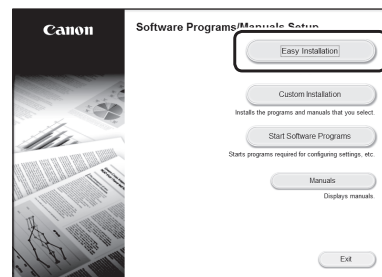 Canon
Software Programs/Manuals Setup
Easy Installation
Custom Installation
Installs the programs and manuals that you select.
Start Software Programs
Starts programs required for configuring settings, etc.
Manuals
Displays manuals.
Exit